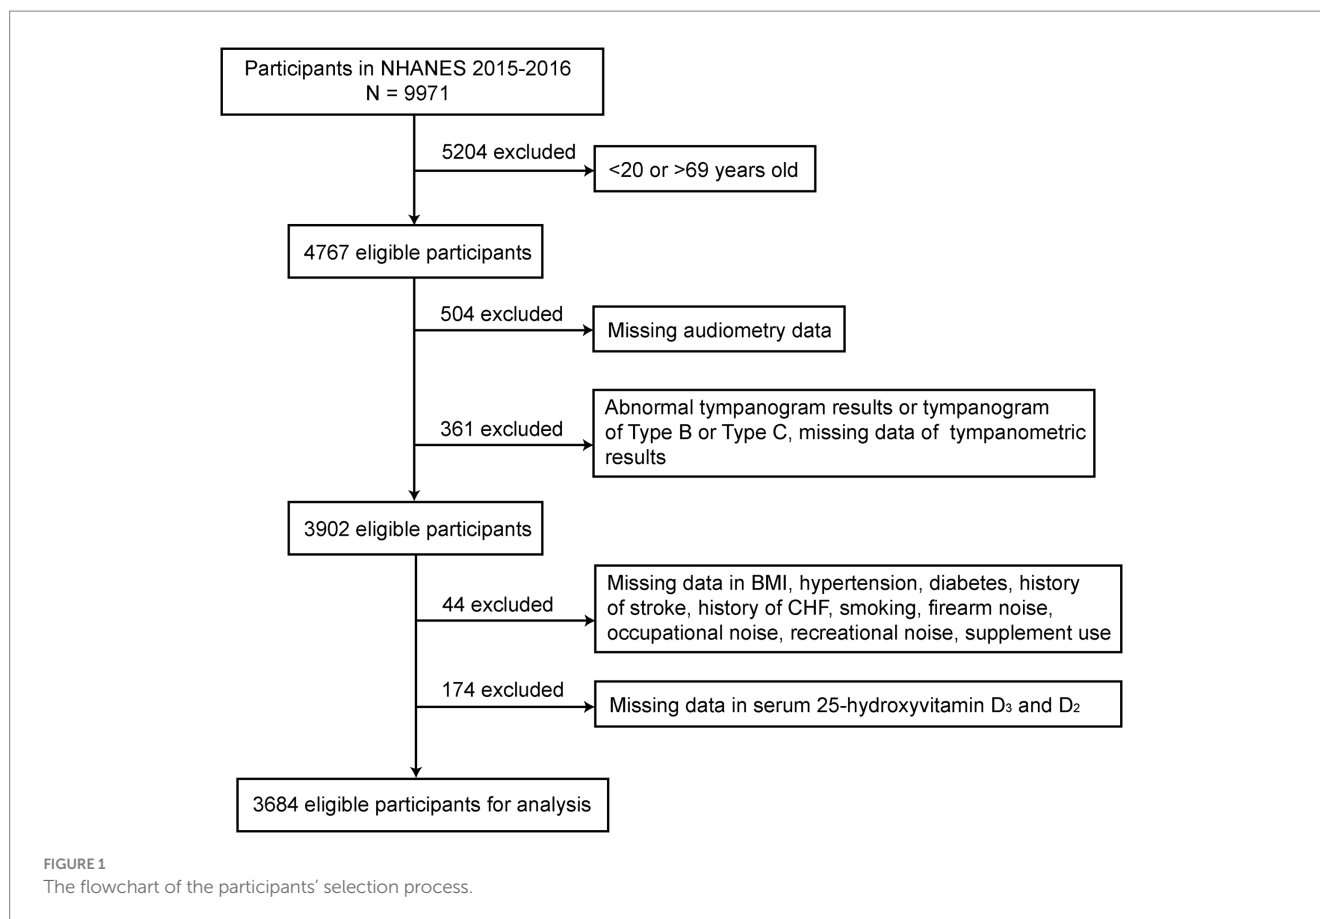 Participants in NHANES 2015-2016
N = 9971
5204 excluded
<20 or >69 years old
4767 eligible participants
504 excluded
Missing audiometry data
361 excluded
Abnormal tympanogram results or tympanogram
of Type B or Type C, missing data of tympanometric
results
3902 eligible participants
44 excluded
Missing data in BMI, hypertension, diabetes, history
of stroke, history of CHF, smoking, firearm noise,
occupational noise, recreational noise, supplement use
174 excluded
Missing data in serum 25-hydroxyvitamin D₃ and D₂
3684 eligible participants for analysis
FIGURE 1
The flowchart of the participants’ selection process.